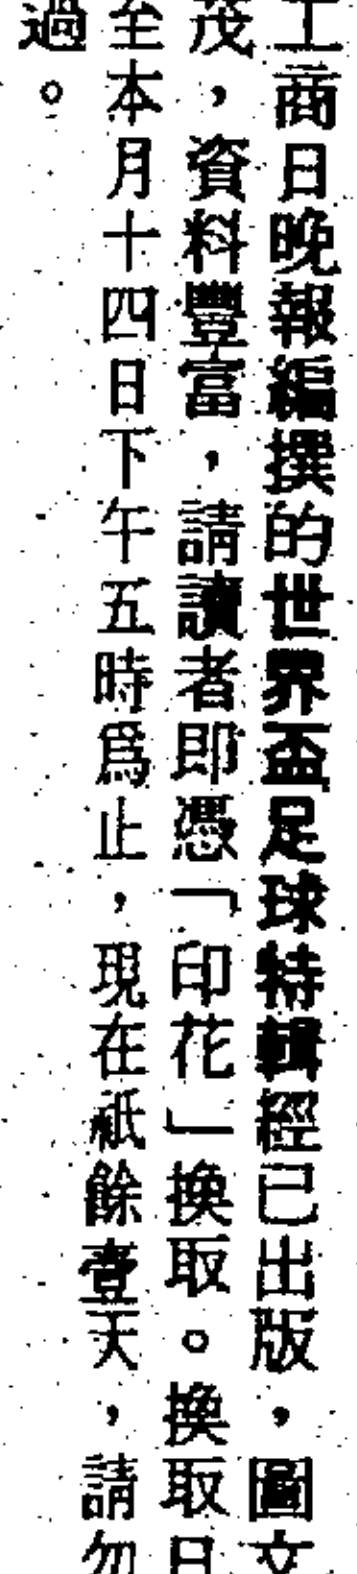 工商日晚報編撰的世界盃足球特輯經已出版，圖文
茂，資料豐富，請讀者即憑「印花」換取。換取日
至本月十四日下午五時爲止，現在祇餘壹天，請勿
過。